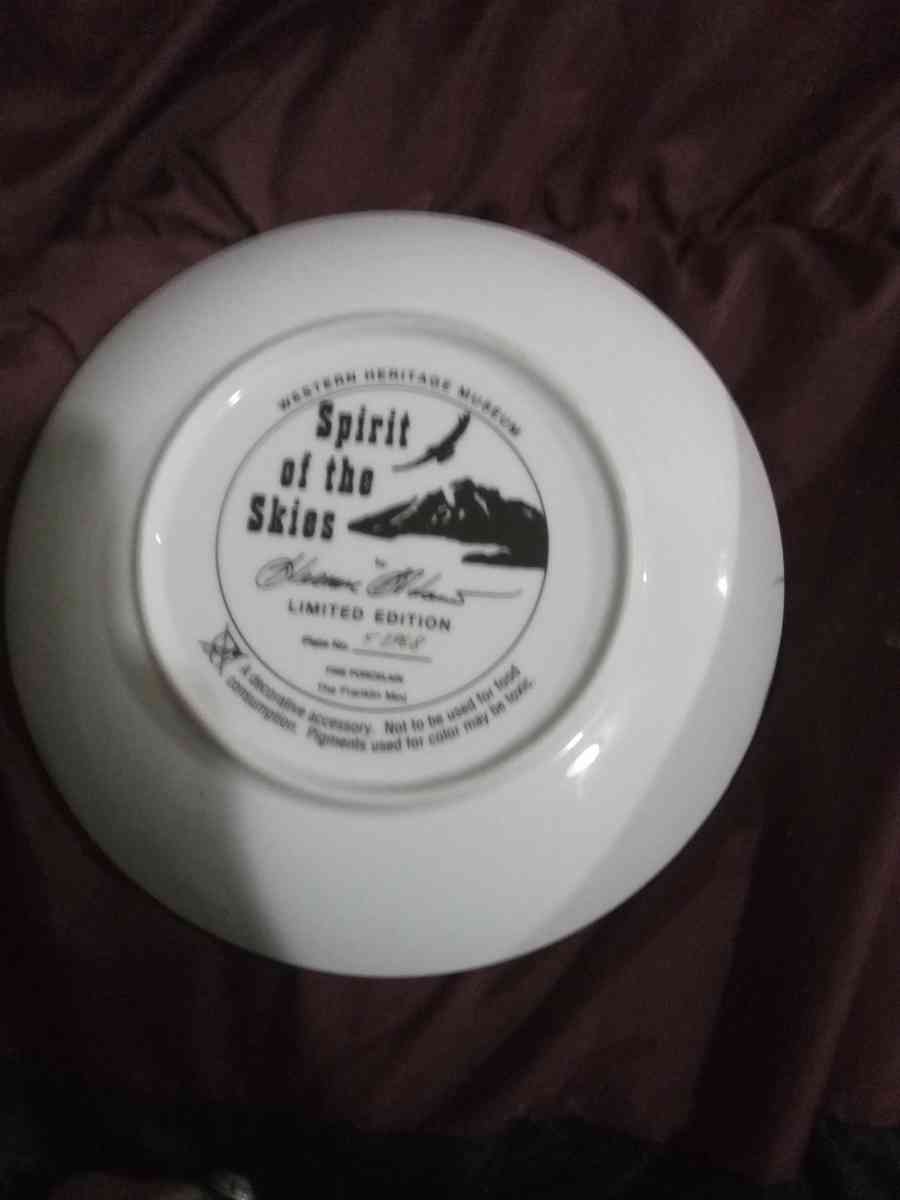 WESTERN HERITAGE MUSEUM
Spirit
of the
Skies
by
LIMITED EDITION
Plate No.
FINE PORCELAIN
The Franklin Mint
A decorative accessory. Not to be used for food
consumption. Pigments used for color may be toxic.